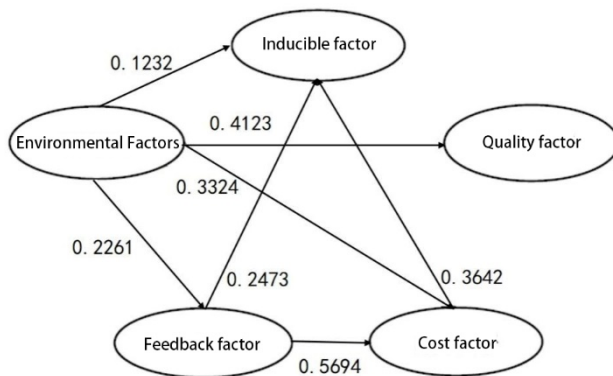 Inducible factor
0.1232
Environmental Factors
0.4123
Quality factor
0.3324
0.2261
0.2473
0.3642
Feedback factor
Cost factor
0.5694